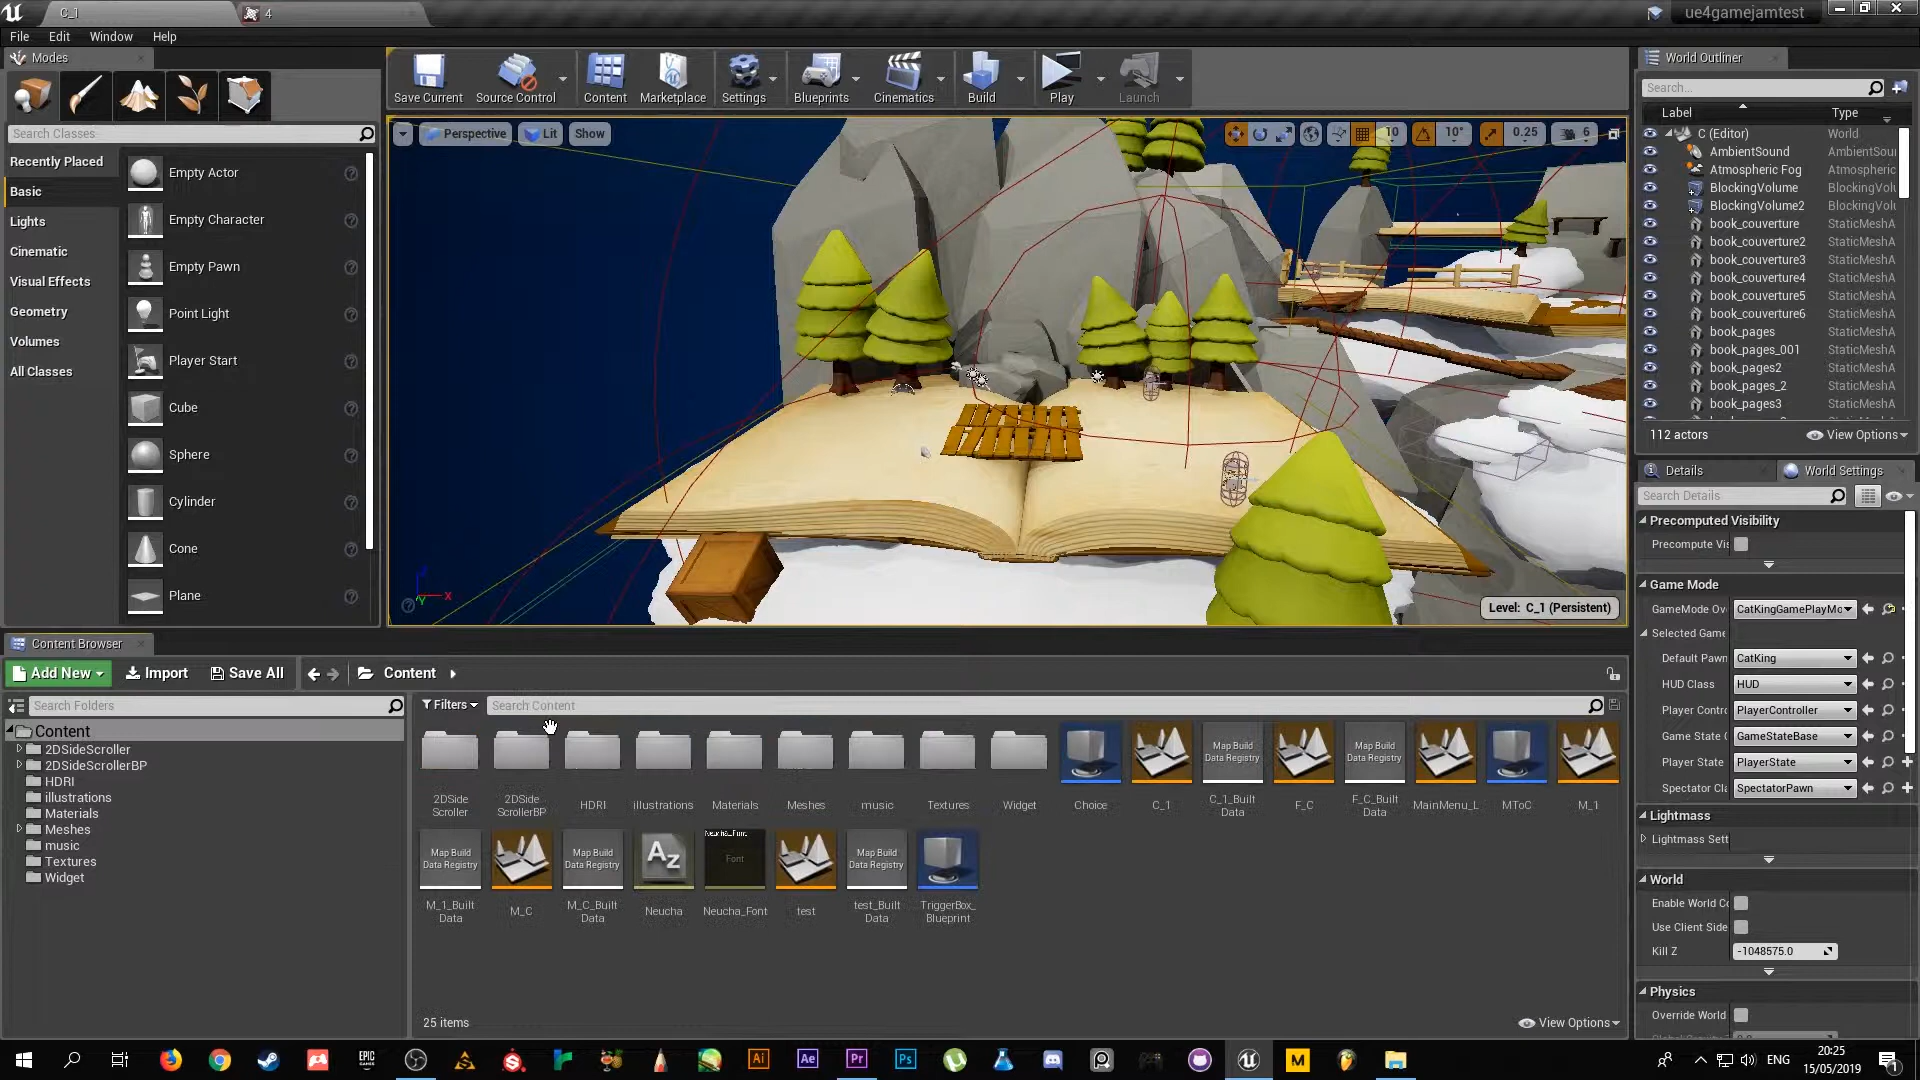 C_1
4
ue4gamejamtest
File Edit Window Help
Modes
Search Classes
Recently Placed
Basic
Lights
Cinematic
Visual Effects
Geometry
Volumes
All Classes
Empty Actor
Empty Character
Empty Pawn
Point Light
Player Start
Cube
Sphere
Cylinder
Cone
Plane
Save Current
Source Control
Content
Marketplace
Settings
Blueprints
Cinematics
Build
Play
Launch
Perspective
Lit
Show
10
10°
0.25
6
X
Y
Level: C_1 (Persistent)
World Outliner
Search...
Label Type
C (Editor) World
AmbientSound AmbientSour
Atmospheric Fog Atmospheric
BlockingVolume BlockingVolu
BlockingVolume2 BlockingVolu
book_couverture StaticMeshA
book_couverture2 StaticMeshA
book_couverture3 StaticMeshA
book_couverture4 StaticMeshA
book_couverture5 StaticMeshA
book_couverture6 StaticMeshA
book_pages StaticMeshA
book_pages_001 StaticMeshA
book_pages2 StaticMeshA
book_pages_2 StaticMeshA
book_pages3 StaticMeshA
112 actors
View Options
Details
World Settings
Search Details
Precomputed Visibility
Precompute Vis
Game Mode
GameMode Ov CatKingGamePlayMo
Selected Game
Default Pawn CatKing
HUD Class HUD
Player Contro PlayerController
Game State C GameStateBase
Player State PlayerState
Spectator Cla SpectatorPawn
Lightmass
Lightmass Sett
World
Enable World Co
Use Client Side
Kill Z -1048575.0
Physics
Override World
Content Browser
Add New
Import
Save All
Content
Search Folders
Content
2DSideScroller
2DSideScrollerBP
HDRI
illustrations
Materials
Meshes
music
Textures
Widget
Filters
Search Content
2DSide
Scroller
2DSide
ScrollerBP
HDRI
illustrations
Materials
Meshes
music
Textures
Widget
Choice
C_1
Map Build
Data Registry
C_1_Built
Data
F_C
Map Build
Data Registry
F_C_Built
Data
MainMenu_L
MToC
M_1
Map Build
Data Registry
M_1_Built
Data
M_C
Map Build
Data Registry
M_C_Built
Data
Az
Neucha
Neucha_Font
Font
Neucha_Font
test
Map Build
Data Registry
test_Built
Data
TriggerBox_
Blueprint
25 items
View Options
EPIC
GAMES
Ai
Ae
Pr
Ps
M
ENG
20:25
15/05/2019
1